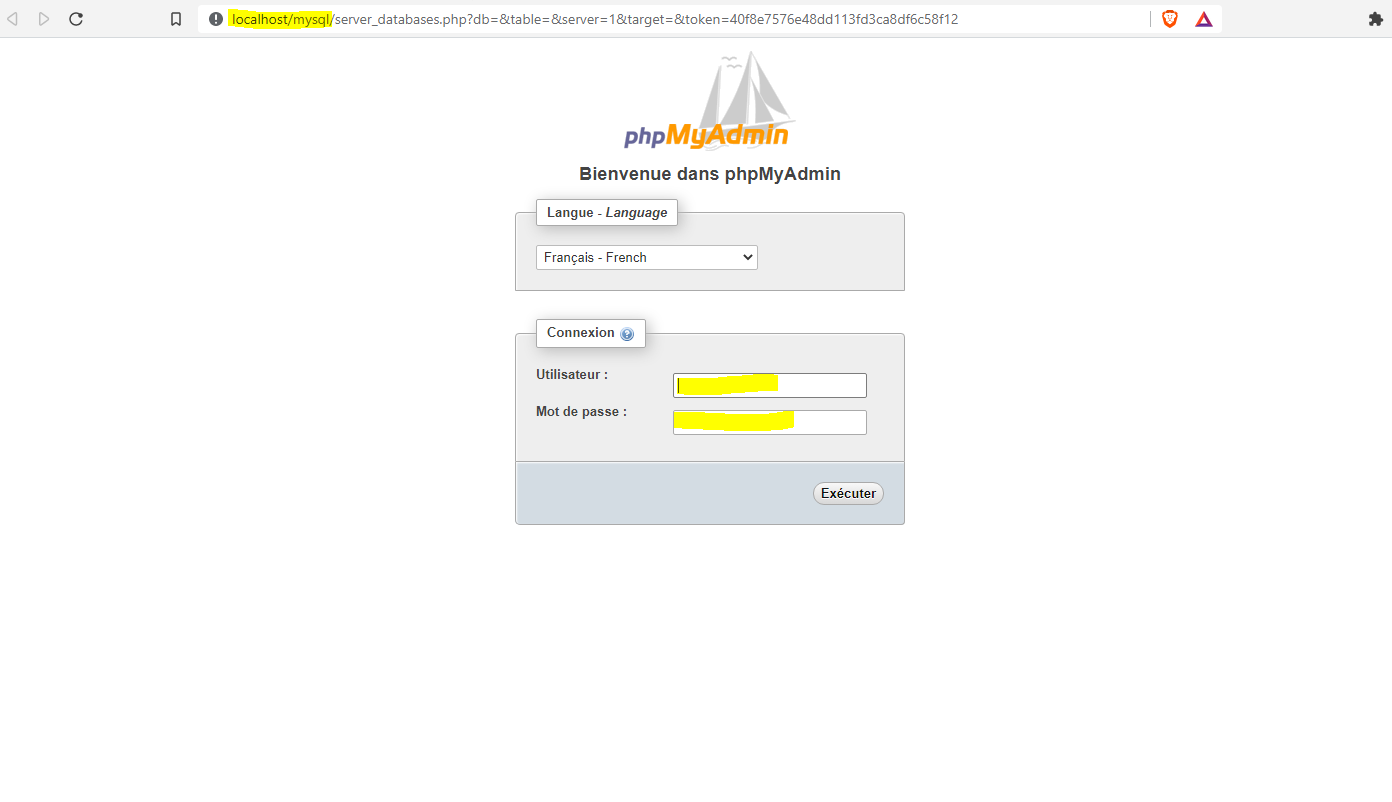 localhost/mysql/server_databases.php?db=&table=&server=1&target=&token=40f8e7576e48dd113fd3ca8df6c58f12
phpMyAdmin
Bienvenue dans phpMyAdmin
Langue - Language
Français - French
Connexion ?
Utilisateur :
Mot de passe :
Exécuter